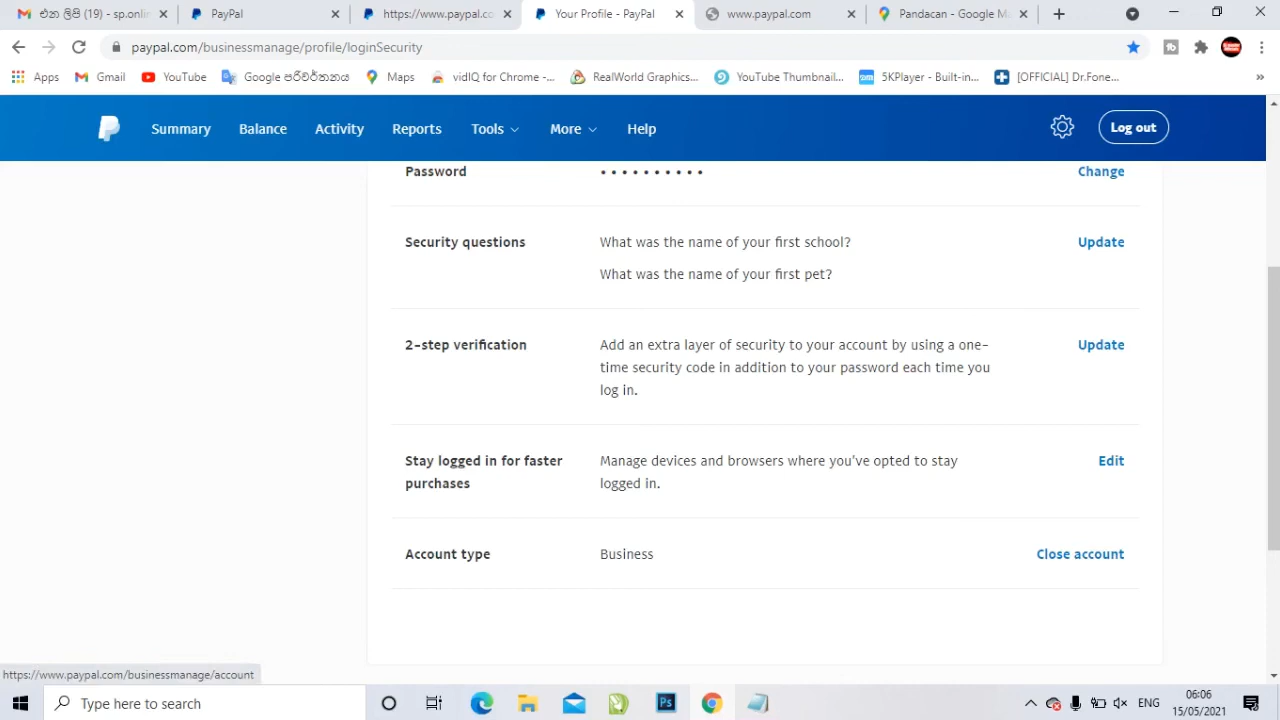 එන ලිපි (19) - sp.onlin
PayPal
https://www.paypal.co
Your Profile - PayPal
www.paypal.com
Pandacan - Google M
paypal.com/businessmanage/profile/loginSecurity
Apps
Gmail
YouTube
Google පරිවර්තනය
Maps
vidIQ for Chrome -...
RealWorld Graphics...
YouTube Thumbnail...
5KPlayer - Built-in...
[OFFICIAL] Dr.Fone...
»
Summary
Balance
Activity
Reports
Tools
More
Help
Log out
Password
••••••••••
Change
Security questions
What was the name of your first school?
Update
What was the name of your first pet?
2-step verification
Add an extra layer of security to your account by using a one-
Update
time security code in addition to your password each time you
log in.
Stay logged in for faster
Manage devices and browsers where you've opted to stay
Edit
purchases
logged in.
Account type
Business
Close account
https://www.paypal.com/businessmanage/account
Type here to search
Ps
ENG
06:06
15/05/2021